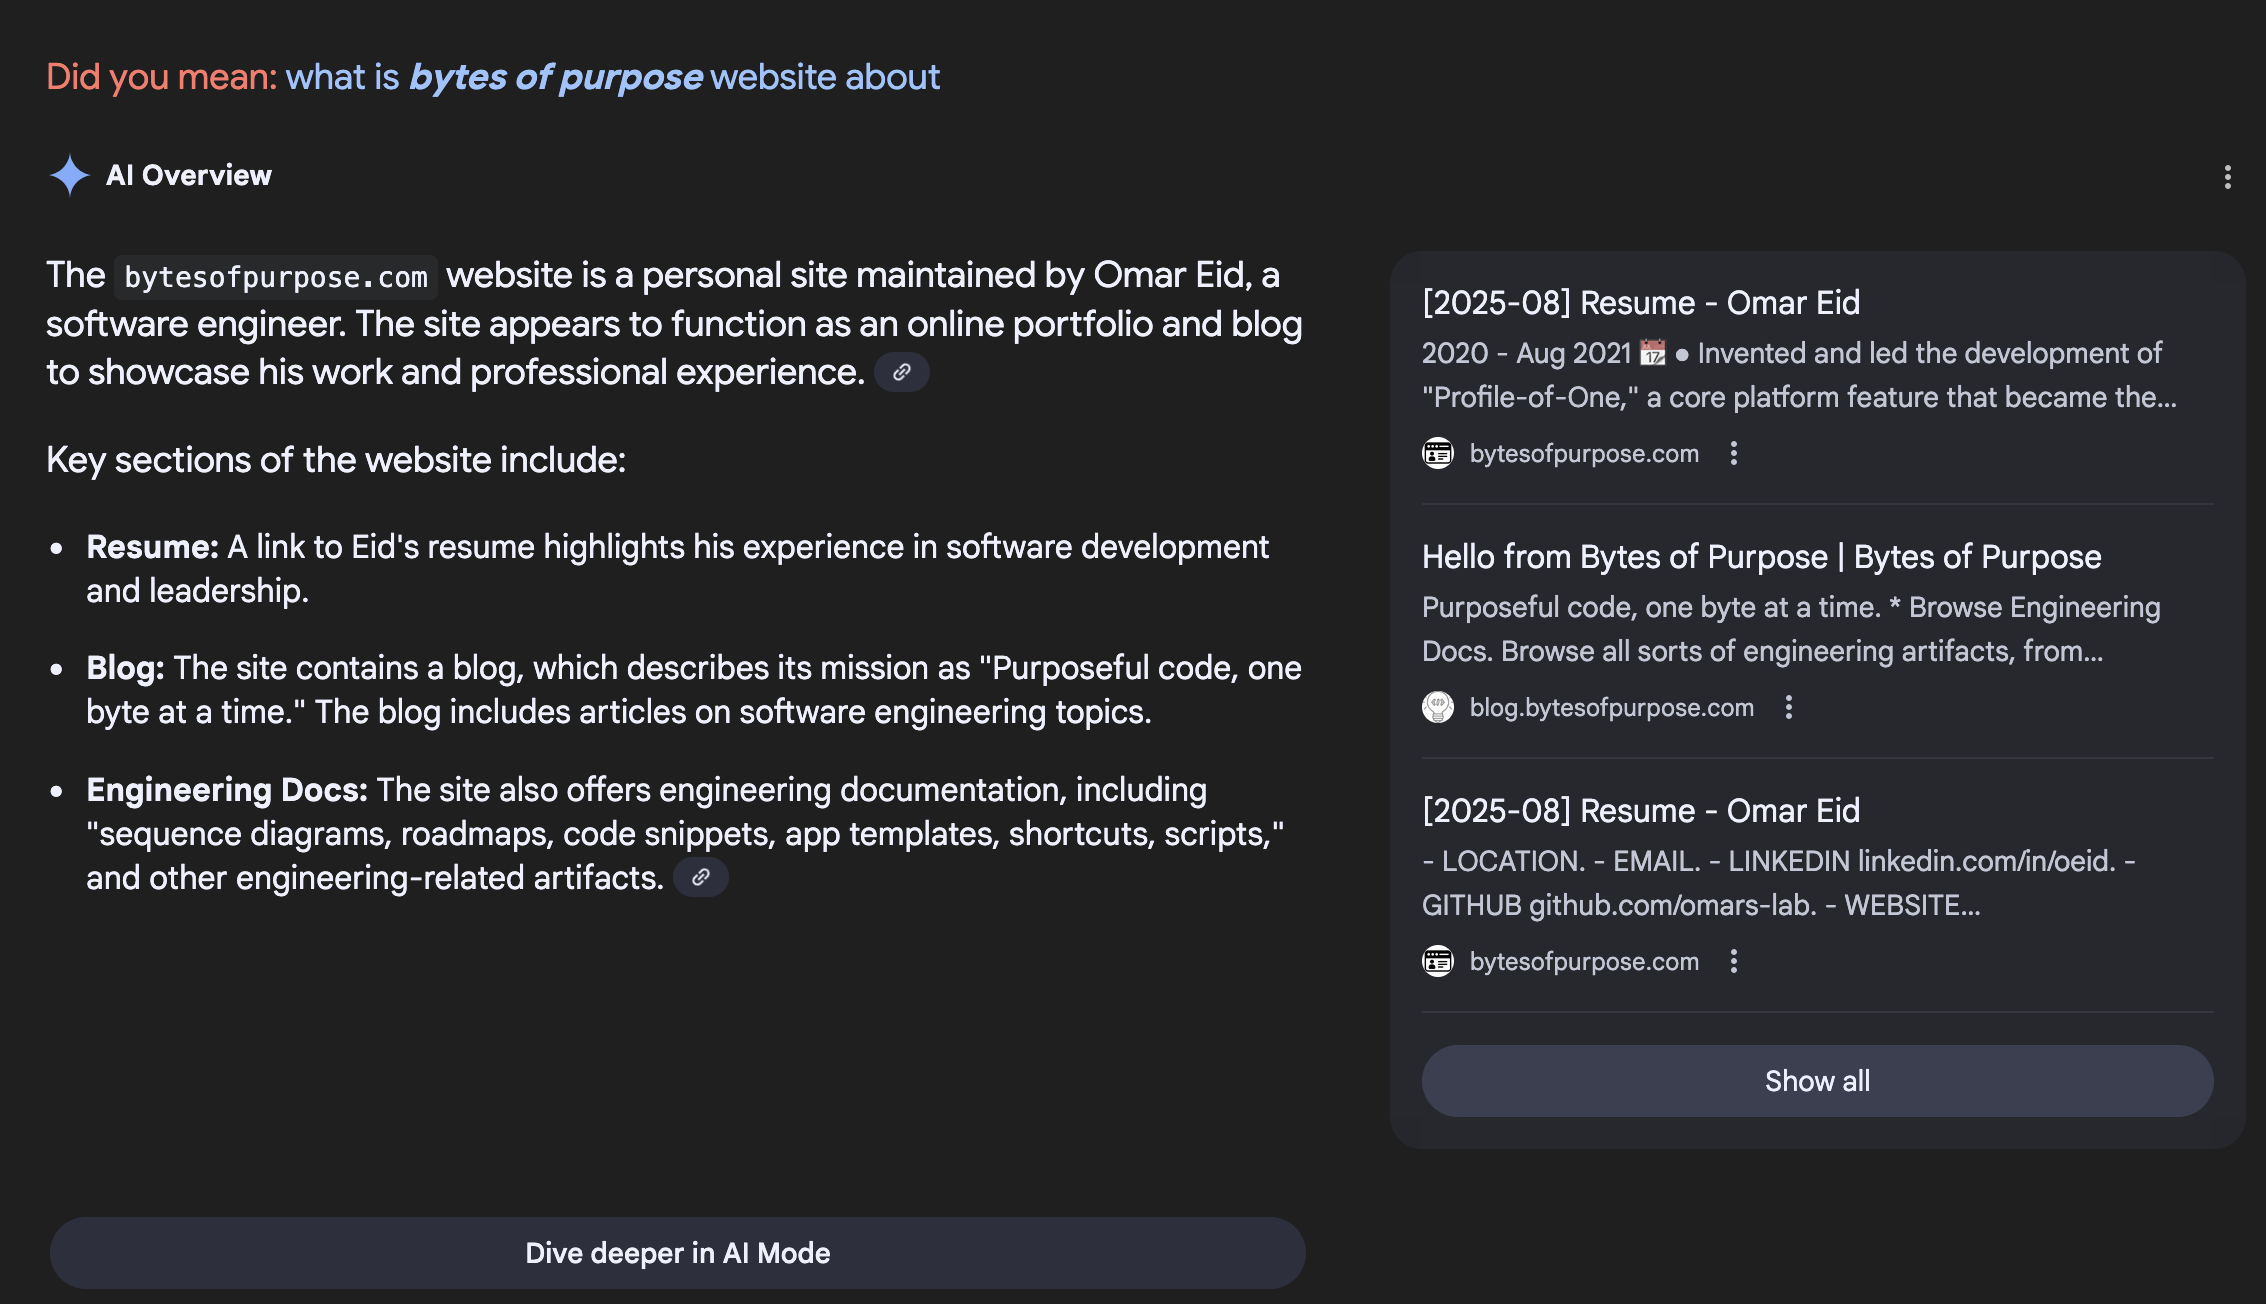 Did you mean: what is bytes of purpose website about
AI Overview
The bytesofpurpose.com website is a personal site maintained by Omar Eid, a
software engineer. The site appears to function as an online portfolio and blog
to showcase his work and professional experience.
Key sections of the website include:
• Resume: A link to Eid's resume highlights his experience in software development
and leadership.
• Blog: The site contains a blog, which describes its mission as "Purposeful code, one
byte at a time." The blog includes articles on software engineering topics.
• Engineering Docs: The site also offers engineering documentation, including
"sequence diagrams, roadmaps, code snippets, app templates, shortcuts, scripts,"
and other engineering-related artifacts.
Dive deeper in AI Mode
[2025-08] Resume - Omar Eid
2020 - Aug 2021 📆 ● Invented and led the development of
"Profile-of-One," a core platform feature that became the...
bytesofpurpose.com
Hello from Bytes of Purpose | Bytes of Purpose
Purposeful code, one byte at a time. * Browse Engineering
Docs. Browse all sorts of engineering artifacts, from...
blog.bytesofpurpose.com
[2025-08] Resume - Omar Eid
- LOCATION. - EMAIL. - LINKEDIN linkedin.com/in/oeid. -
GITHUB github.com/omars-lab. - WEBSITE...
bytesofpurpose.com
Show all